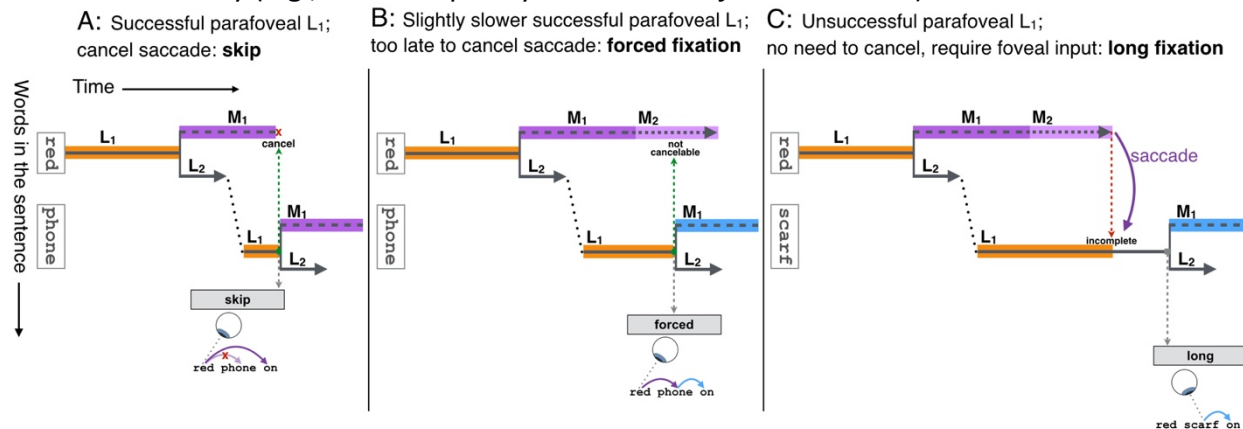 A: Successful parafoveal L₁;
cancel saccade: skip
B: Slightly slower successful parafoveal L₁;
too late to cancel saccade: forced fixation
C: Unsuccessful parafoveal L₁;
no need to cancel, require foveal input: long fixation
Words in the sentence
Time
red
L₁
M₁
cancel
L₂
phone
L₁
M₁
L₂
skip
x
red phone on
red
L₁
M₁ M₂
not
cancelable
L₂
phone
L₁
M₁
L₂
forced
red phone on
red
L₁
M₁ M₂
saccade
L₂
scarf
L₁
incomplete
M₁
L₂
long
red scarf on